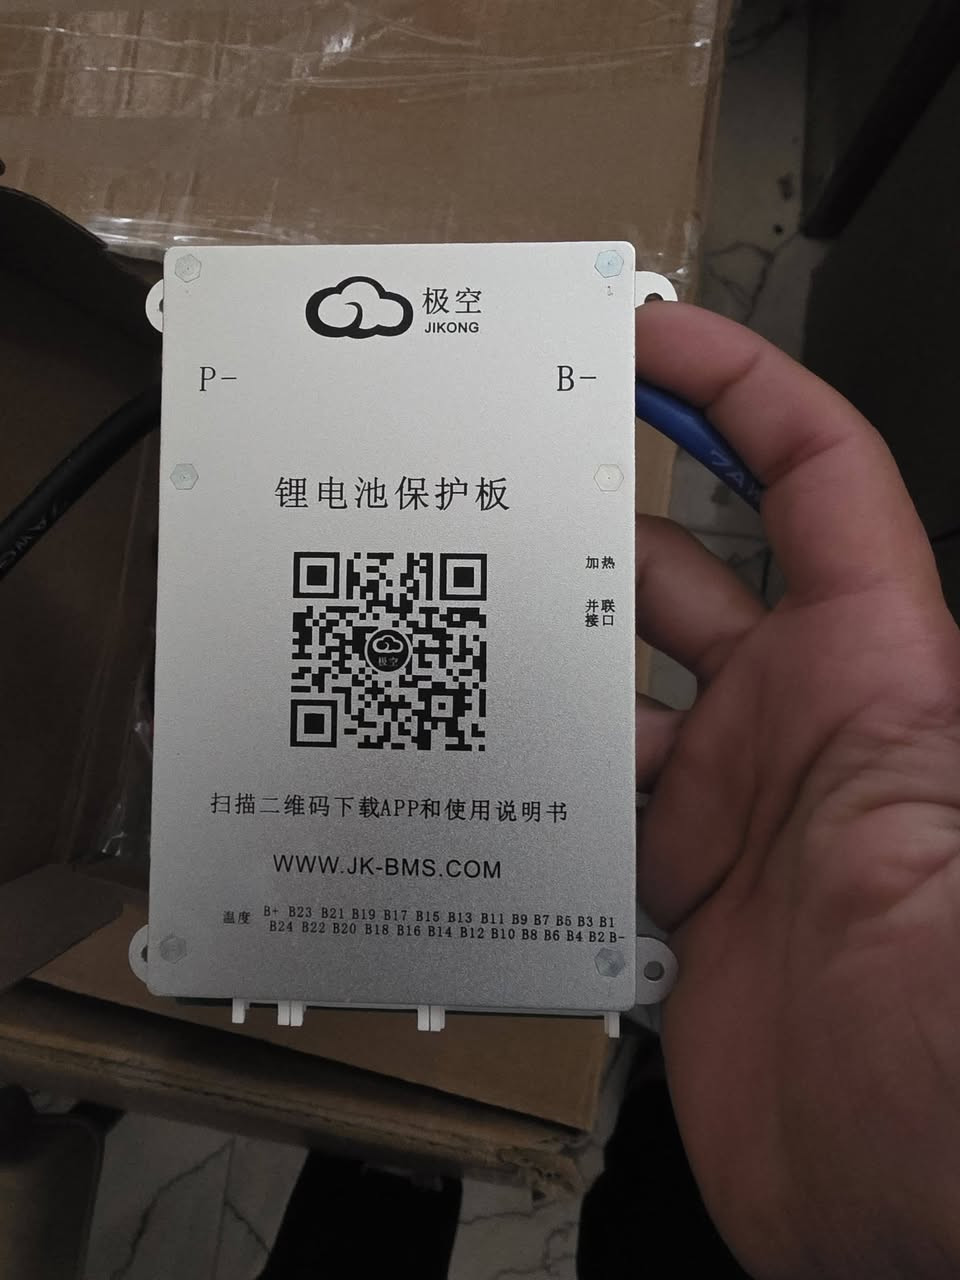 极空
JIKONG
P-
B-
7AW
锂电池保护板
加热
并联
接口
极空
扫描二维码下载APP和使用说明书
WWW.JK-BMS.COM
温度
B+ B23 B21 B19 B17 B15 B13 B11 B9 B7 B5 B3 B1
B24 B22 B20 B18 B16 B14 B12 B10 B8 B6 B4 B2 B-